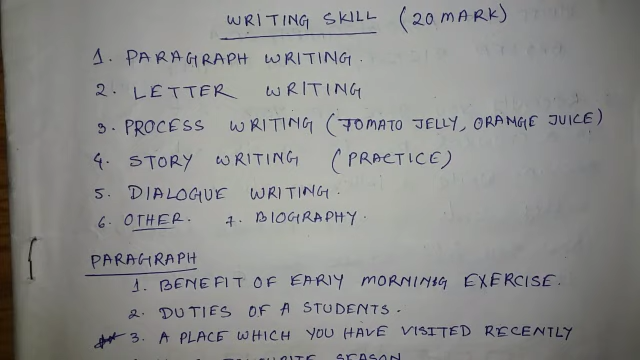 WRITING SKILL (20 MARK)
1. PARAGRAPH WRITING.
2. LETTER WRITING
3. PROCESS WRITING (TOMATO JELLY, ORANGE JUICE)
4. STORY WRITING (PRACTICE)
5. DIALOGUE WRITING.
6. OTHER. 7. BIOGRAPHY.
PARAGRAPH
1. BENEFIT OF EARLY MORNING EXERCISE.
2. DUTIES OF A STUDENTS.
3. A PLACE WHICH YOU HAVE VISITED RECENTLY
SEASON